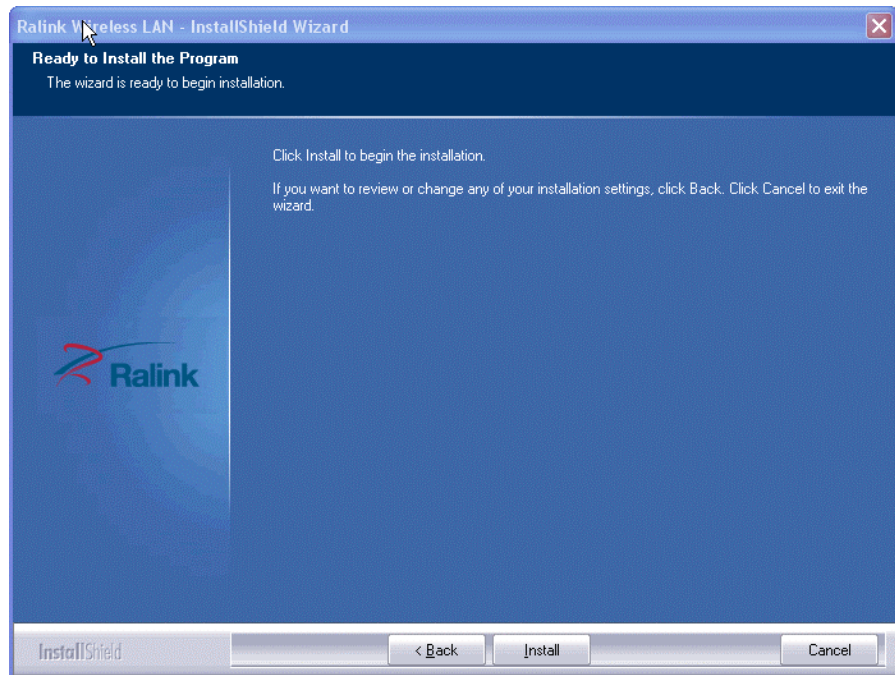 Ralink Wireless LAN - InstallShield Wizard
Ready to Install the Program
The wizard is ready to begin installation.
Click Install to begin the installation.
If you want to review or change any of your installation settings, click Back. Click Cancel to exit the
wizard.
Ralink
InstallShield
< Back
Install
Cancel